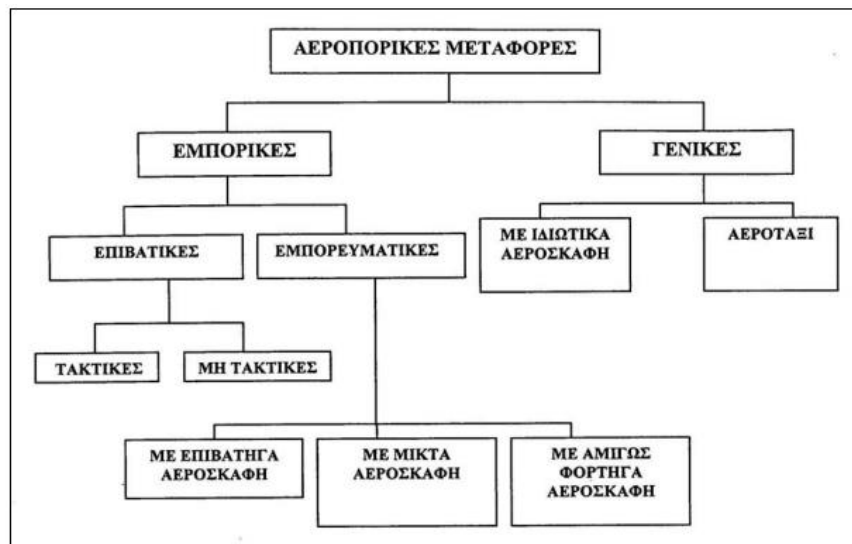 ΑΕΡΟΠΟΡΙΚΕΣ ΜΕΤΑΦΟΡΕΣ
ΕΜΠΟΡΙΚΕΣ
ΓΕΝΙΚΕΣ
ΕΠΙΒΑΤΙΚΕΣ
ΕΜΠΟΡΕΥΜΑΤΙΚΕΣ
ΜΕ ΙΔΙΩΤΙΚΑ
ΑΕΡΟΣΚΑΦΗ
ΑΕΡΟΤΑΞΙ
ΤΑΚΤΙΚΕΣ
ΜΗ ΤΑΚΤΙΚΕΣ
ΜΕ ΕΠΙΒΑΤΗΓΑ
ΑΕΡΟΣΚΑΦΗ
ΜΕ ΜΙΚΤΑ
ΑΕΡΟΣΚΑΦΗ
ΜΕ ΑΜΙΓΩΣ
ΦΟΡΤΗΓΑ
ΑΕΡΟΣΚΑΦΗ